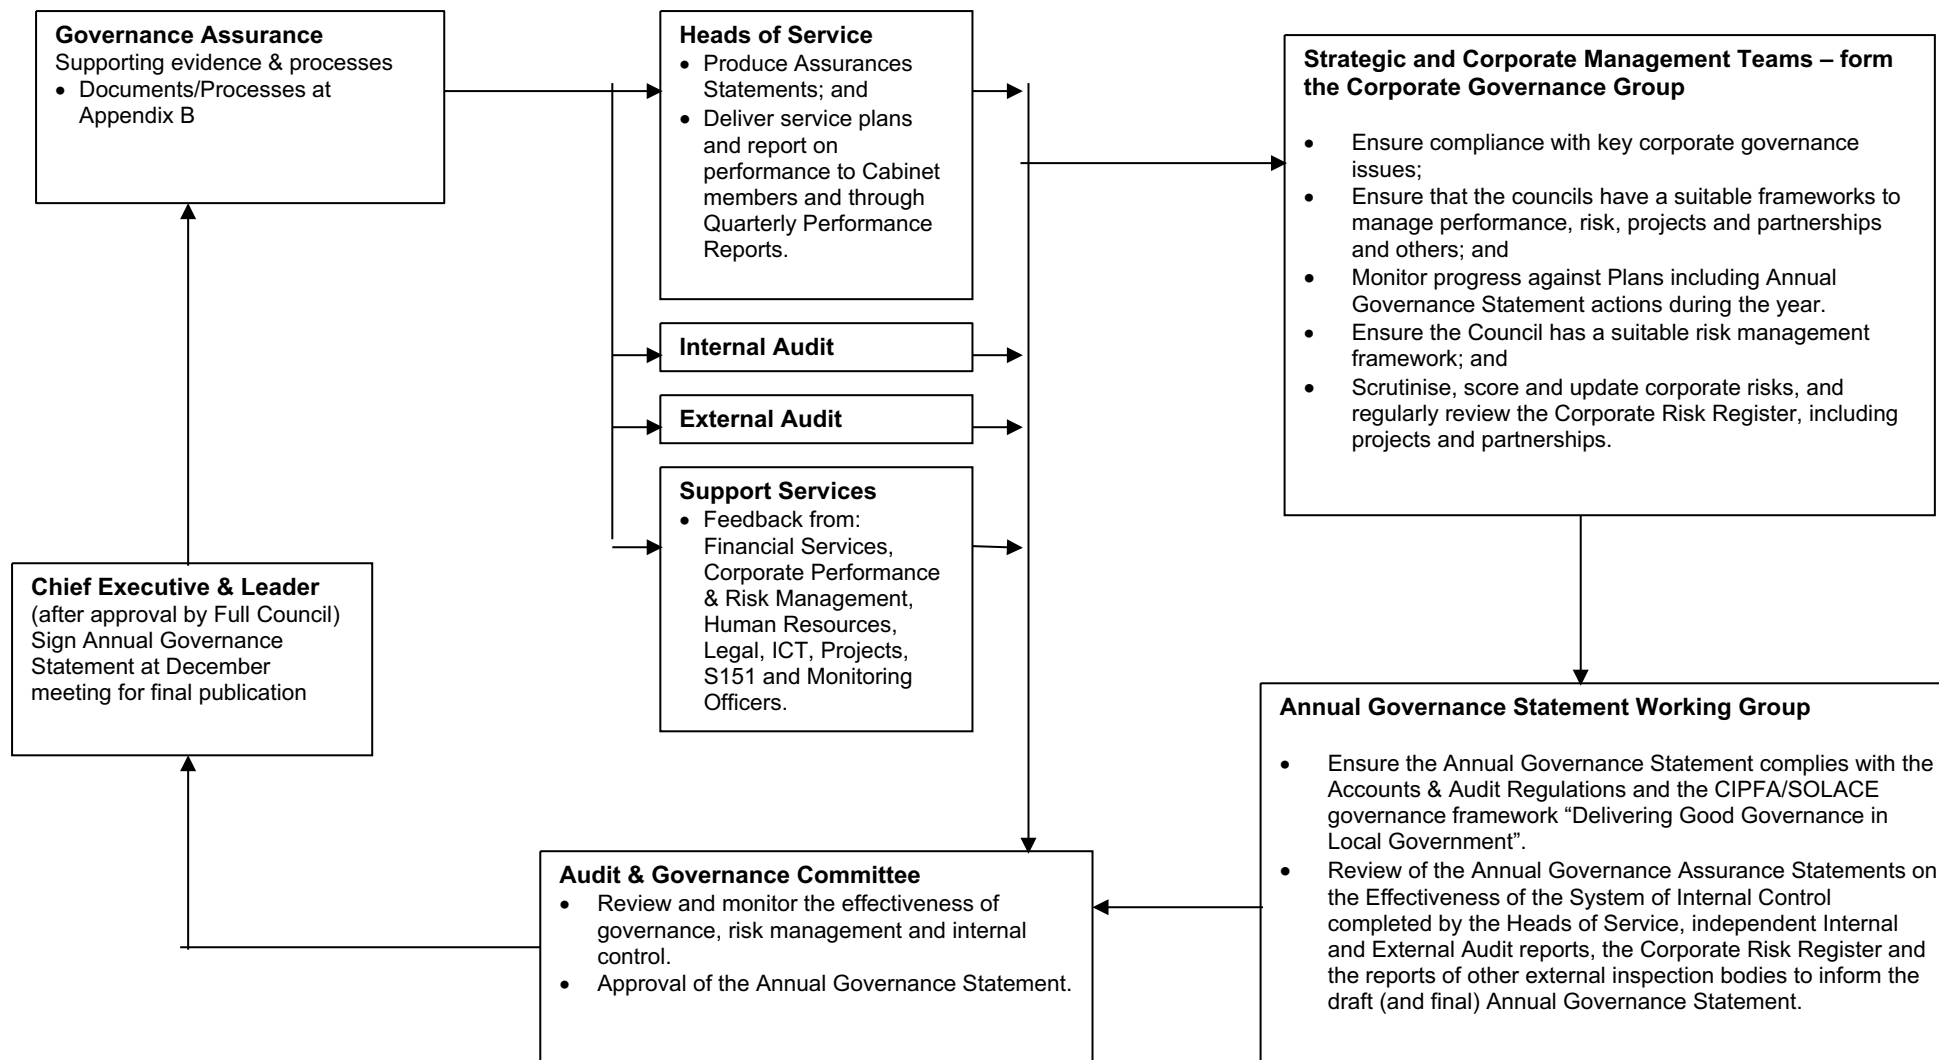 Governance Assurance
Supporting evidence & processes
• Documents/Processes at
Appendix B
Heads of Service
• Produce Assurances
Statements; and
• Deliver service plans
and report on
performance to Cabinet
members and through
Quarterly Performance
Reports.
Internal Audit
External Audit
Support Services
• Feedback from:
Financial Services,
Corporate Performance
& Risk Management,
Human Resources,
Legal, ICT, Projects,
S151 and Monitoring
Officers.
Strategic and Corporate Management Teams – form
the Corporate Governance Group
• Ensure compliance with key corporate governance
issues;
• Ensure that the councils have a suitable frameworks to
manage performance, risk, projects and partnerships
and others; and
• Monitor progress against Plans including Annual
Governance Statement actions during the year.
• Ensure the Council has a suitable risk management
framework; and
• Scrutinise, score and update corporate risks, and
regularly review the Corporate Risk Register, including
projects and partnerships.
Annual Governance Statement Working Group
• Ensure the Annual Governance Statement complies with the
Accounts & Audit Regulations and the CIPFA/SOLACE
governance framework “Delivering Good Governance in
Local Government”.
• Review of the Annual Governance Assurance Statements on
the Effectiveness of the System of Internal Control
completed by the Heads of Service, independent Internal
and External Audit reports, the Corporate Risk Register and
the reports of other external inspection bodies to inform the
draft (and final) Annual Governance Statement.
Audit & Governance Committee
• Review and monitor the effectiveness of
governance, risk management and internal
control.
• Approval of the Annual Governance Statement.
Chief Executive & Leader
(after approval by Full Council)
Sign Annual Governance
Statement at December
meeting for final publication